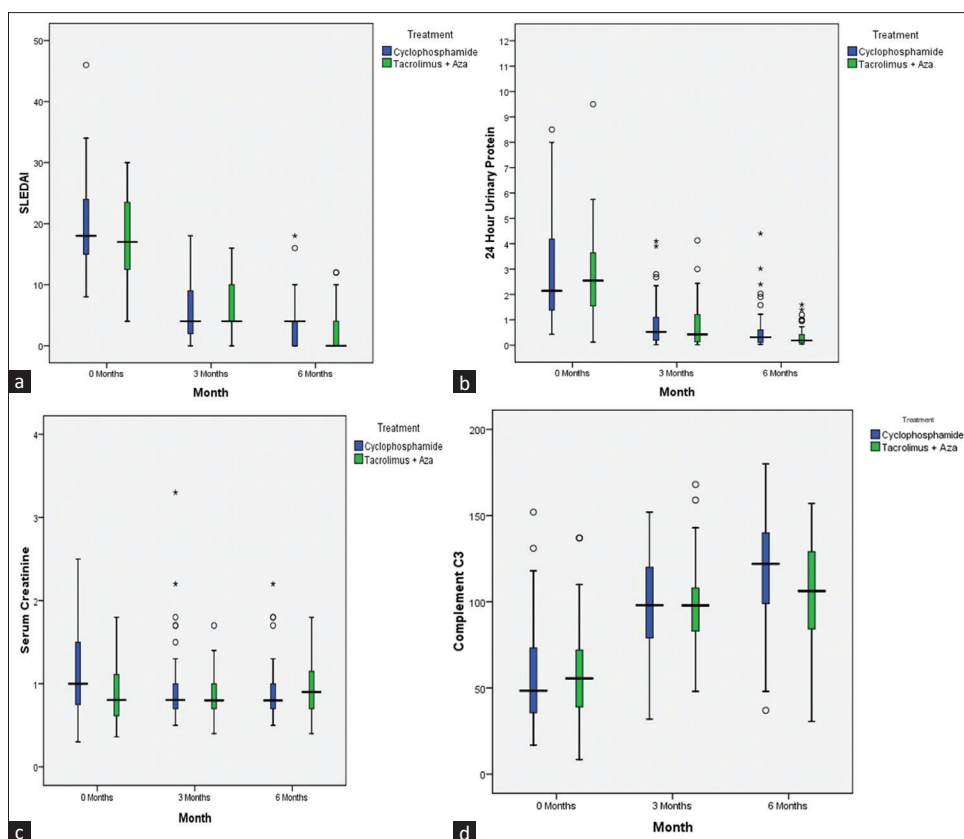 Treatment
Cyclophosphamide
Tacrolimus + Aza
SLEDAI
50
40
30
20
10
0
0 Months
3 Months
6 Months
Month
a
Treatment
Cyclophosphamide
Tacrolimus + Aza
24 Hour Urinary Protein
12
11
10
9
8
7
6
5
4
3
2
1
0
0 Months
3 Months
6 Months
Month
b
Treatment
Cyclophosphamide
Tacrolimus + Aza
Serum Creatinine
4
3
2
1
0
0 Months
3 Months
6 Months
Month
c
Treatment
Cyclophosphamide
Tacrolimus + Aza
Complement C3
200
150
100
50
0
0 Months
3 Months
6 Months
Month
d